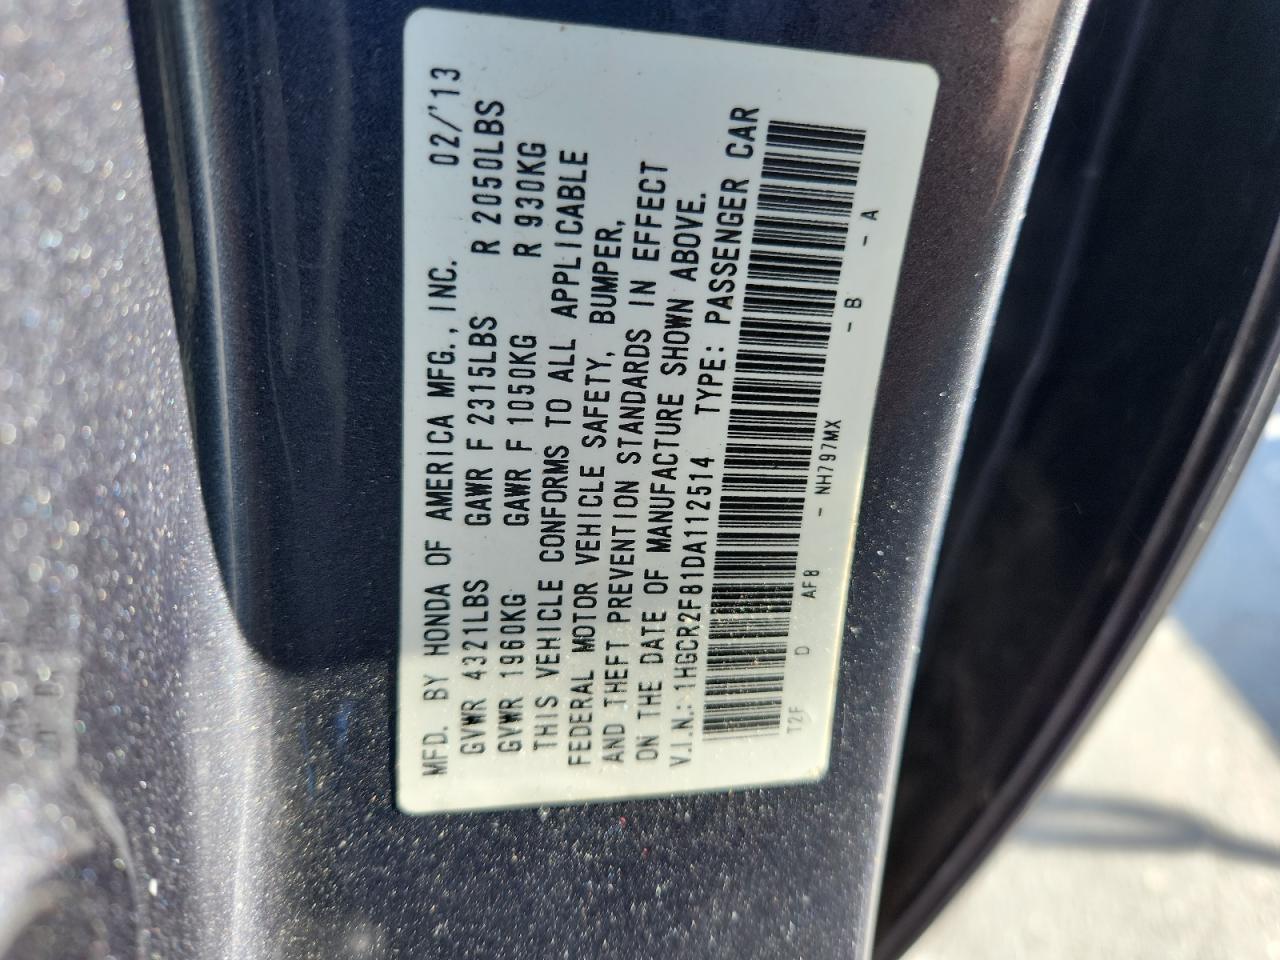 MFD. BY HONDA OF AMERICA MFG., INC. 02/'13
GVWR 4321LBS GAWR F 2315LBS R 2050LBS
GVWR 1960KG GAWR F 1050KG R 930KG
THIS VEHICLE CONFORMS TO ALL APPLICABLE
FEDERAL MOTOR VEHICLE SAFETY, BUMPER,
AND THEFT PREVENTION STANDARDS IN EFFECT
ON THE DATE OF MANUFACTURE SHOWN ABOVE.
V.I.N.: 1HGCR2F81DA112514 TYPE: PASSENGER CAR
T2F D AF8 - NH797MX - B - A